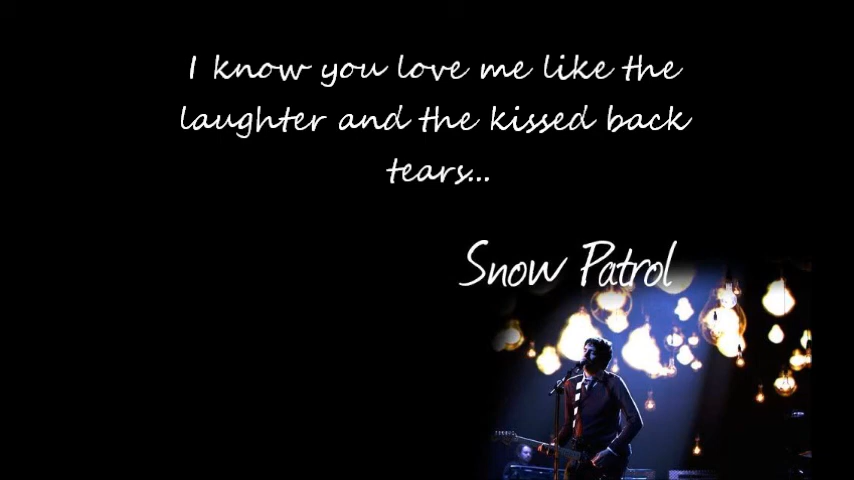 I know you love me like the
laughter and the kissed back
tears...
Snow Patrol